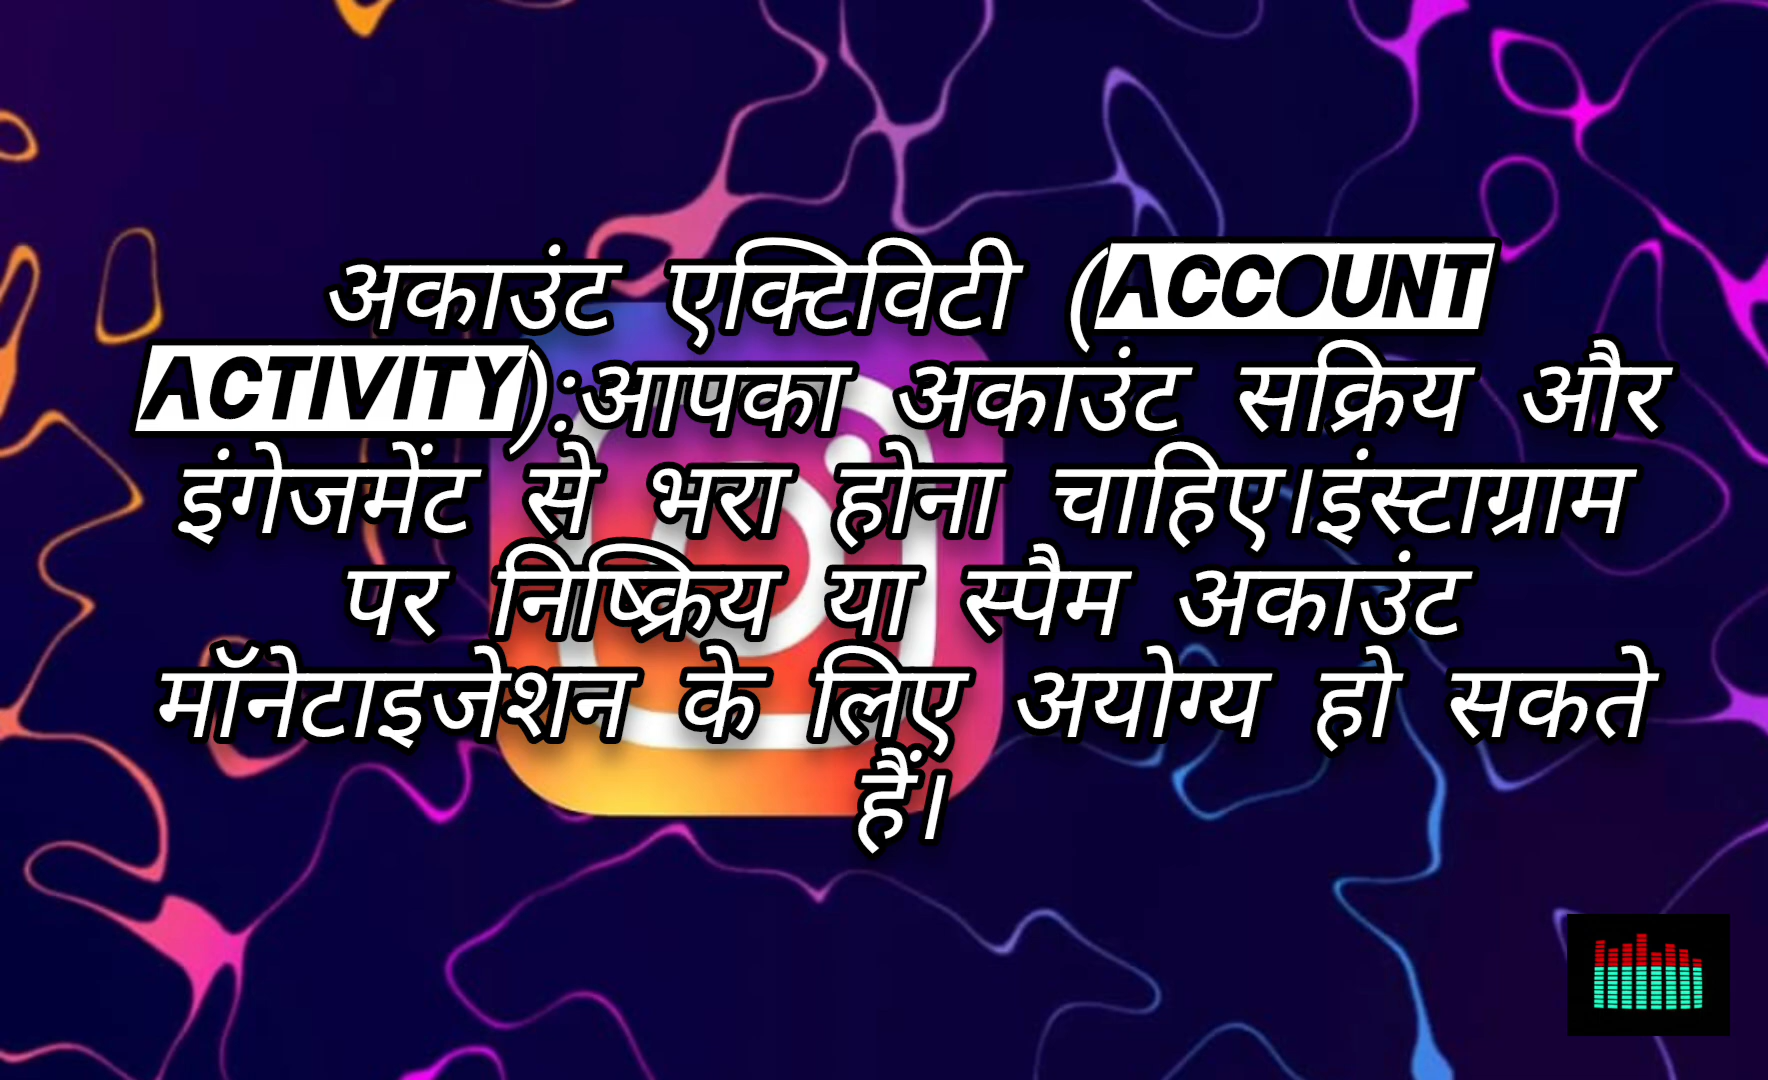 अकाउंट एक्टिविटी (ACCOUNT
ACTIVITY):आपका अकाउंट सक्रिय और
इंगेजमेंट से भरा होना चाहिए।इंस्टाग्राम
पर निष्क्रिय या स्पैम अकाउंट
मॉनेटाइजेशन के लिए अयोग्य हो सकते
हैं।